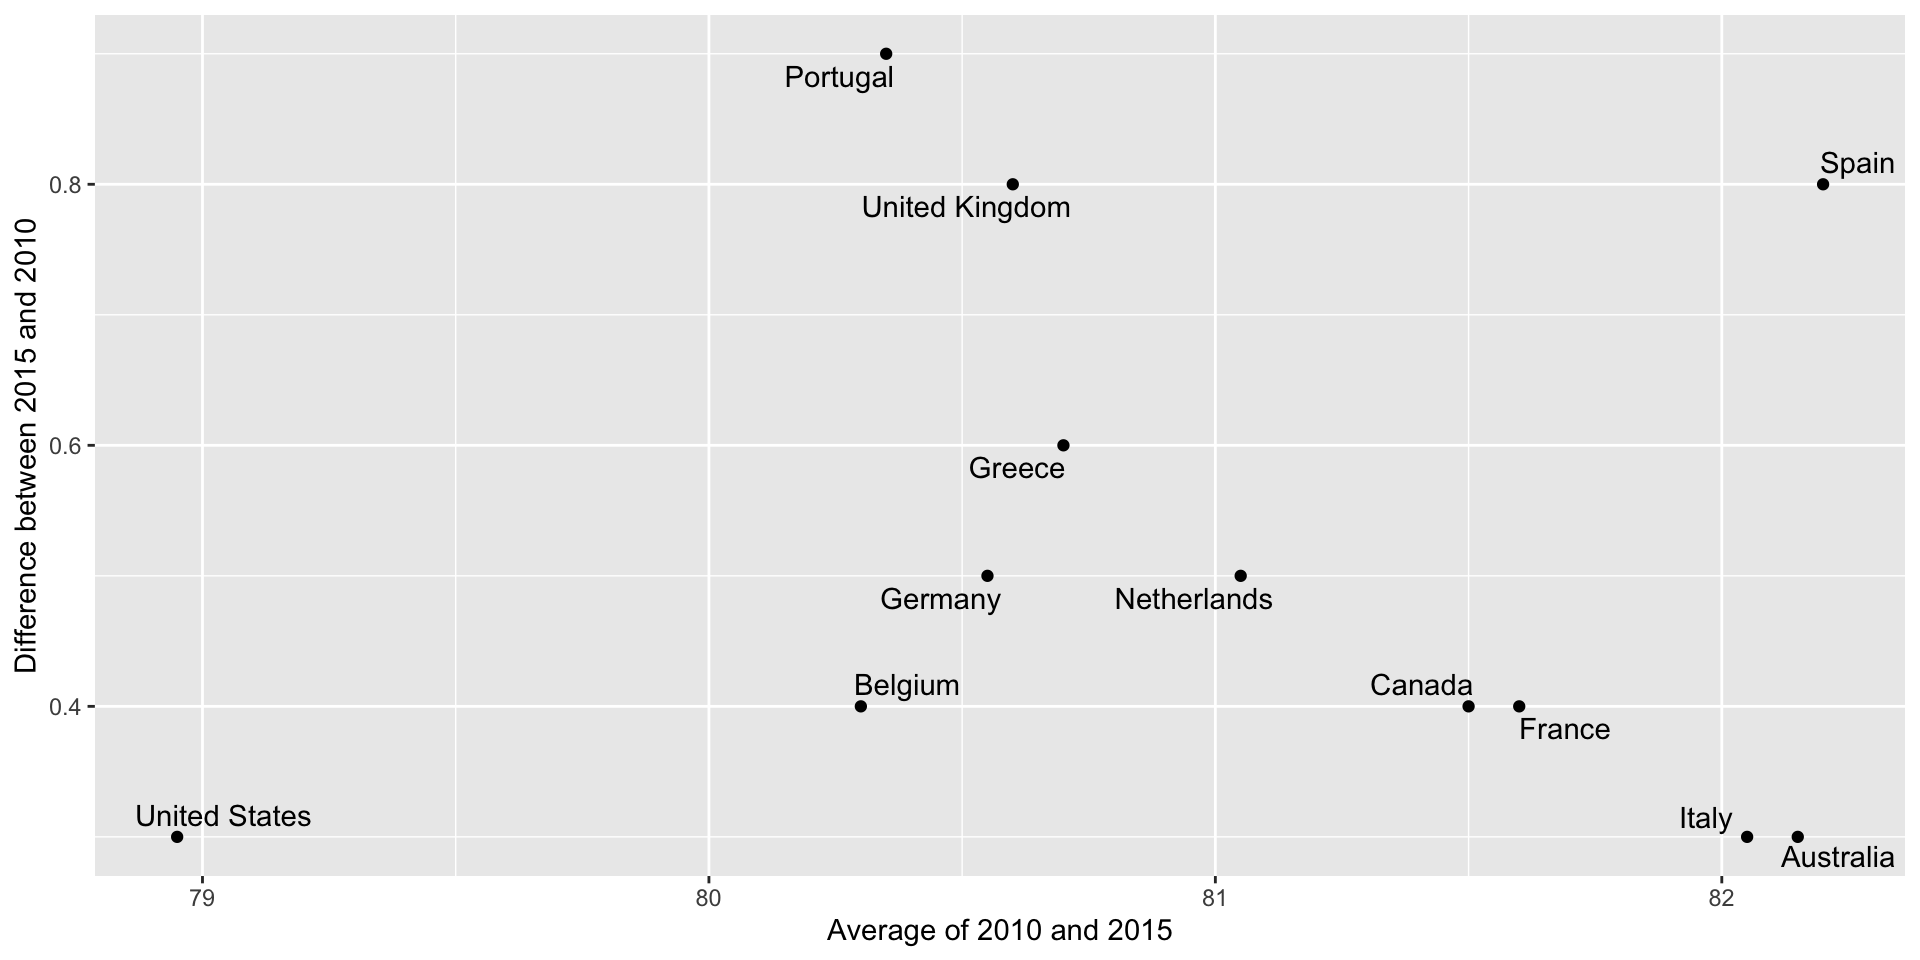 Portugal
Spain
0.8
United Kingdom
Difference between 2015 and 2010
0.6
Greece
Germany
Netherlands
Belgium
Canada
0.4
France
United States
Italy
Australia
79
80
81
82
Average of 2010 and 2015